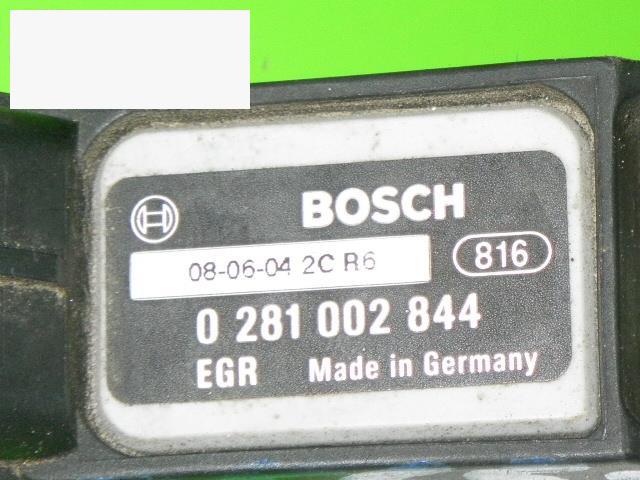 BOSCH
08-06-04 2C R6
816
0 281 002 844
EGR Made in Germany